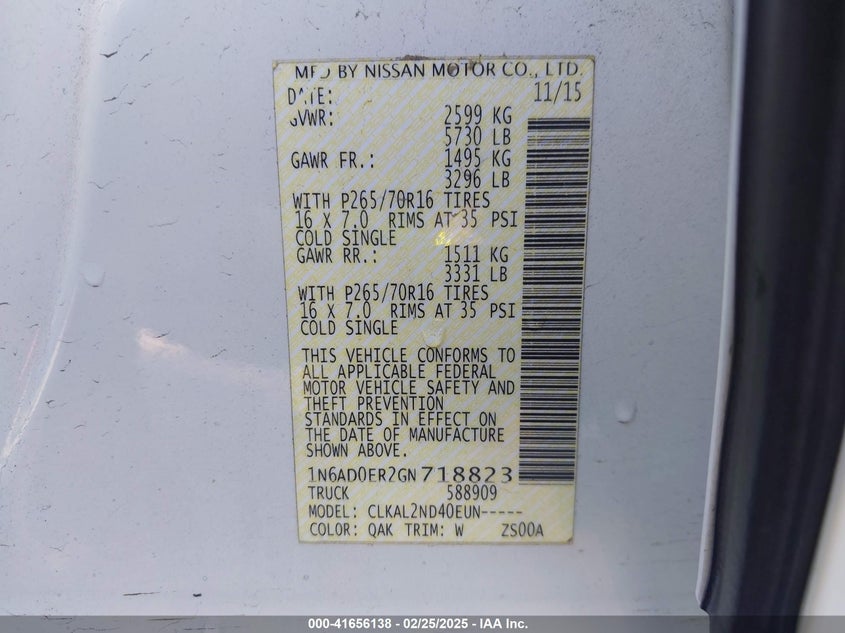 MFD BY NISSAN MOTOR CO., LTD.
DATE: 11/15
GVWR: 2599 KG
5730 LB
GAWR FR.: 1495 KG
3296 LB
WITH P265/70R16 TIRES
16 X 7.0 RIMS AT 35 PSI
COLD SINGLE
GAWR RR.: 1511 KG
3331 LB
WITH P265/70R16 TIRES
16 X 7.0 RIMS AT 35 PSI
COLD SINGLE
THIS VEHICLE CONFORMS TO
ALL APPLICABLE FEDERAL
MOTOR VEHICLE SAFETY AND
THEFT PREVENTION
STANDARDS IN EFFECT ON
THE DATE OF MANUFACTURE
SHOWN ABOVE.
1N6AD0ER2GN718823
TRUCK 588909
MODEL: CLKAL2ND40EUN-----
COLOR: QAK TRIM: W ZS00A
000-41656138 - 02/25/2025 - IAA Inc.